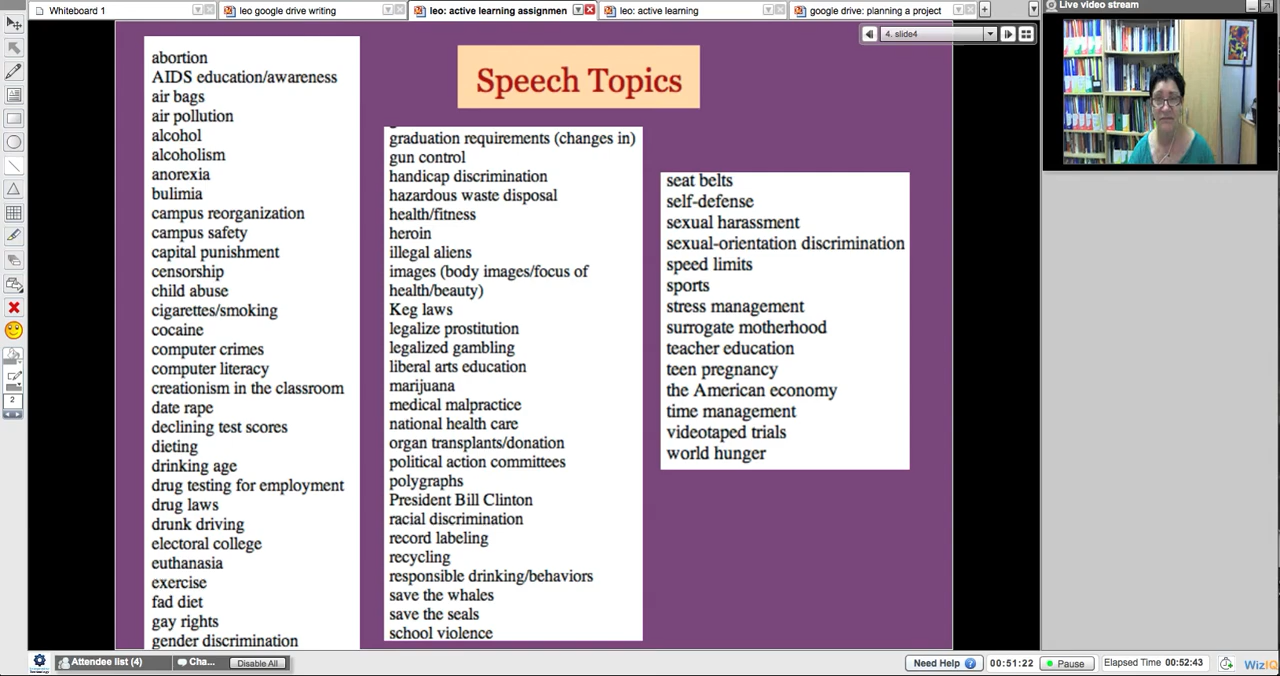 Whiteboard 1
leo google drive writing
leo: active learning assignmen
leo: active learning
google drive: planning a project
Live video stream
4. slide4
Speech Topics
abortion
AIDS education/awareness
air bags
air pollution
alcohol
alcoholism
anorexia
bulimia
campus reorganization
campus safety
capital punishment
censorship
child abuse
cigarettes/smoking
cocaine
computer crimes
computer literacy
creationism in the classroom
date rape
declining test scores
dieting
drinking age
drug testing for employment
drug laws
drunk driving
electoral college
euthanasia
exercise
fad diet
gay rights
gender discrimination
graduation requirements (changes in)
gun control
handicap discrimination
hazardous waste disposal
health/fitness
heroin
illegal aliens
images (body images/focus of
health/beauty)
Keg laws
legalize prostitution
legalized gambling
liberal arts education
marijuana
medical malpractice
national health care
organ transplants/donation
political action committees
polygraphs
President Bill Clinton
racial discrimination
record labeling
recycling
responsible drinking/behaviors
save the whales
save the seals
school violence
seat belts
self-defense
sexual harassment
sexual-orientation discrimination
speed limits
sports
stress management
surrogate motherhood
teacher education
teen pregnancy
the American economy
time management
videotaped trials
world hunger
2
Attendee list (4)
Cha...
Disable All
Need Help
00:51:22
Pause
Elapsed Time 00:52:43
WizIQ